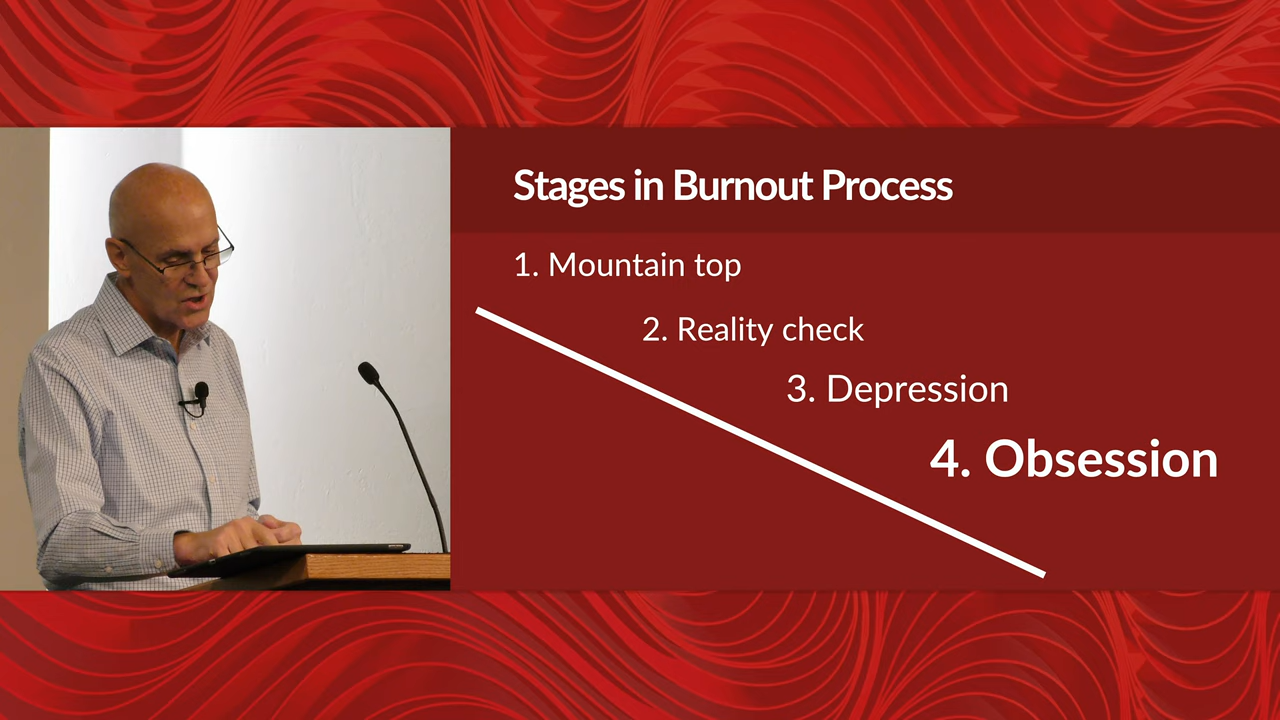 Stages in Burnout Process
1. Mountain top
2. Reality check
3. Depression
4. Obsession